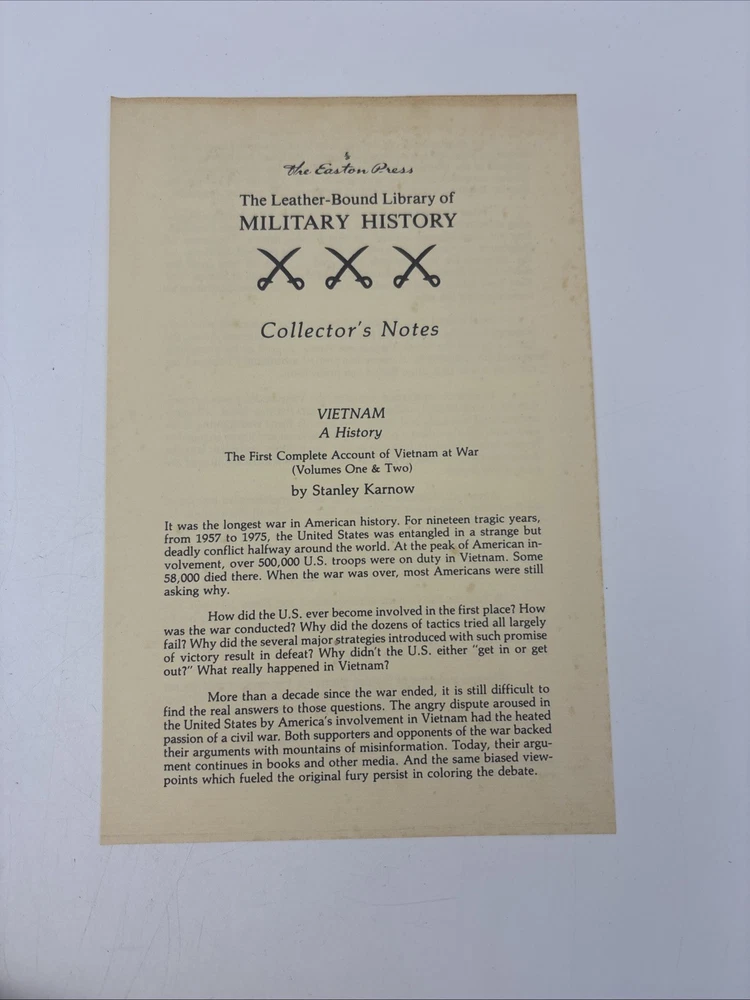 The Easton Press
The Leather-Bound Library of
MILITARY HISTORY
Collector's Notes
VIETNAM
A History
The First Complete Account of Vietnam at War
(Volumes One & Two)
by Stanley Karnow
It was the longest war in American history. For nineteen tragic years,
from 1957 to 1975, the United States was entangled in a strange but
deadly conflict halfway around the world. At the peak of American in-
volvement, over 500,000 U.S. troops were on duty in Vietnam. Some
58,000 died there. When the war was over, most Americans were still
asking why.
How did the U.S. ever become involved in the first place? How
was the war conducted? Why did the dozens of tactics tried all largely
fail? Why did the several major strategies introduced with such promise
of victory result in defeat? Why didn't the U.S. either "get in or get
out?" What really happened in Vietnam?
More than a decade since the war ended, it is still difficult to
find the real answers to those questions. The angry dispute aroused in
the United States by America's involvement in Vietnam had the heated
passion of a civil war. Both supporters and opponents of the war backed
their arguments with mountains of misinformation. Today, their argu-
ment continues in books and other media. And the same biased view-
points which fueled the original fury persist in coloring the debate.